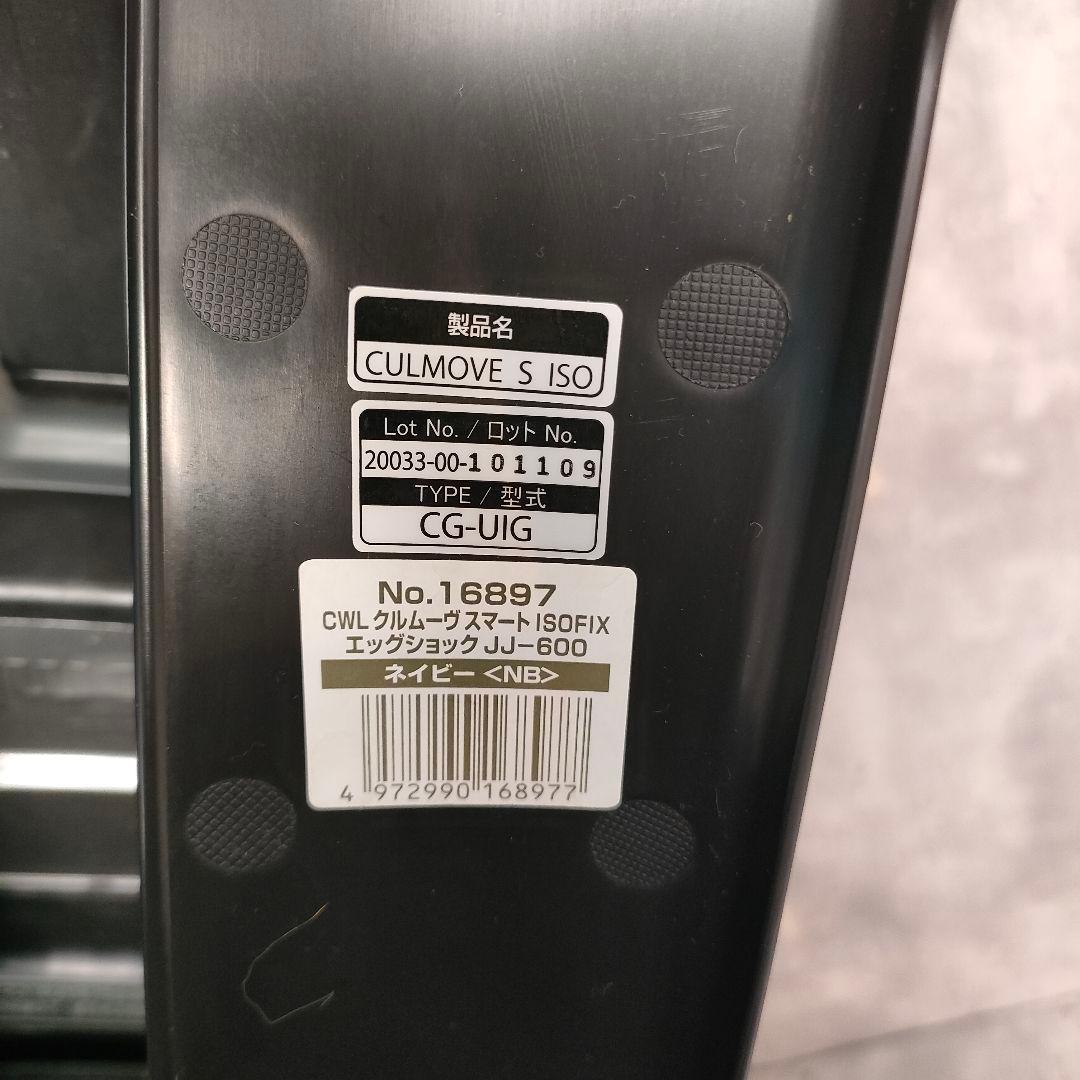 製品名
CULMOVE S ISO
Lot No. / ロット No.
20033-00-101109
TYPE / 型式
CG-UIG
No.16897
CWL クルムーヴ スマート ISOFIX
エッグショック JJ-600
ネイビー <NB>
4 972990 168977